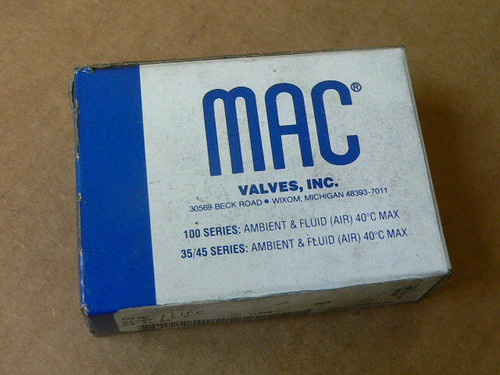 MAC®
VALVES, INC.
30569 BECK ROAD • WIXOM, MICHIGAN 48393-7011
100 SERIES: AMBIENT & FLUID (AIR) 40°C MAX
35/45 SERIES: AMBIENT & FLUID (AIR) 40°C MAX